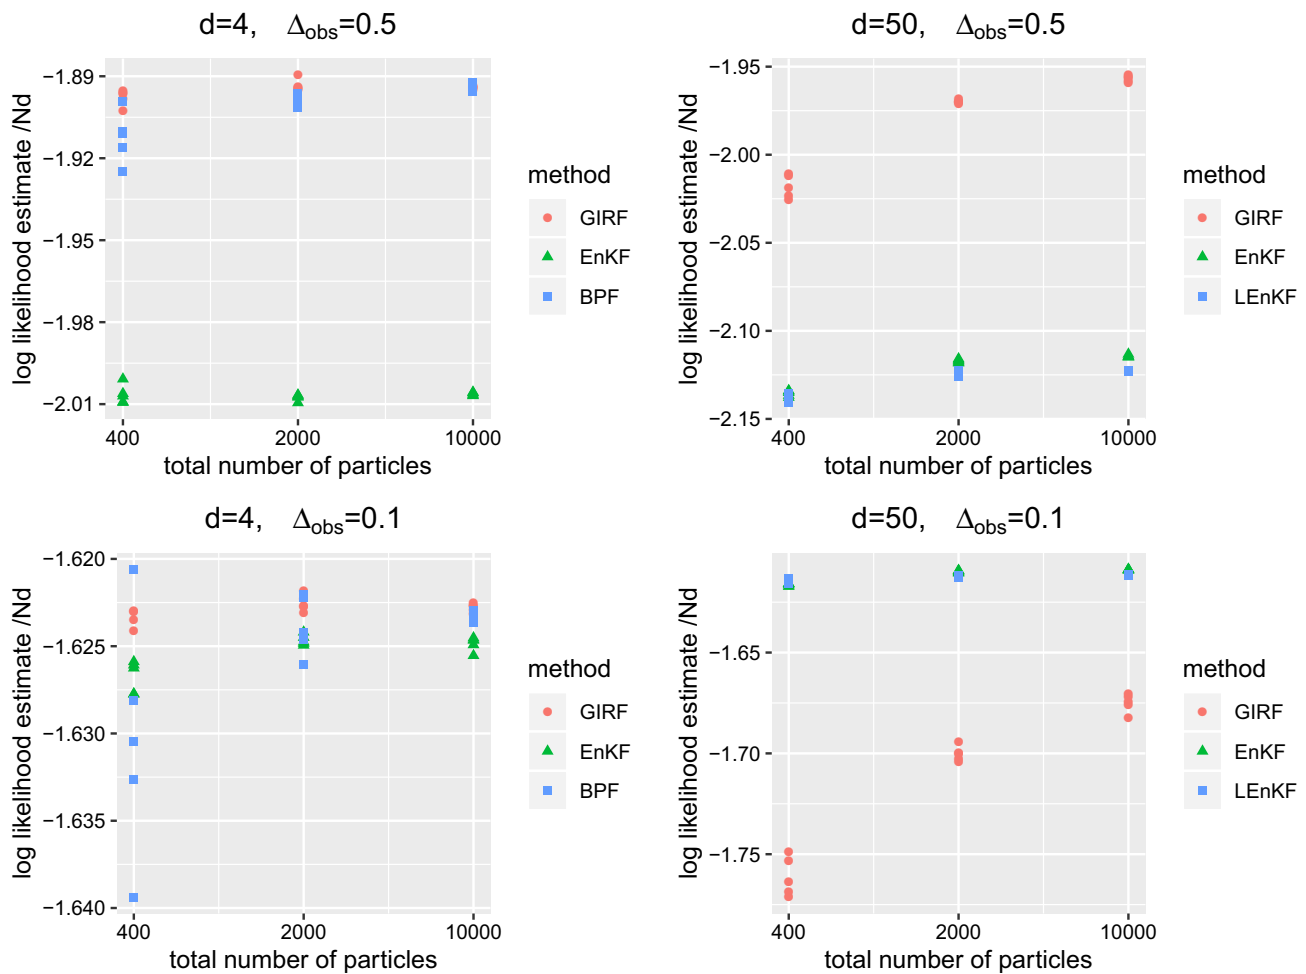 d=4, Δobs=0.5
log likelihood estimate /Nd
−1.89
−1.92
−1.95
−1.98
−2.01
400 2000 10000
total number of particles
method
GIRF
EnKF
BPF
d=50, Δobs=0.5
log likelihood estimate /Nd
−1.95
−2.00
−2.05
−2.10
−2.15
400 2000 10000
total number of particles
method
GIRF
EnKF
LEnKF
d=4, Δobs=0.1
log likelihood estimate /Nd
−1.620
−1.625
−1.630
−1.635
−1.640
400 2000 10000
total number of particles
method
GIRF
EnKF
BPF
d=50, Δobs=0.1
log likelihood estimate /Nd
−1.65
−1.70
−1.75
400 2000 10000
total number of particles
method
GIRF
EnKF
LEnKF